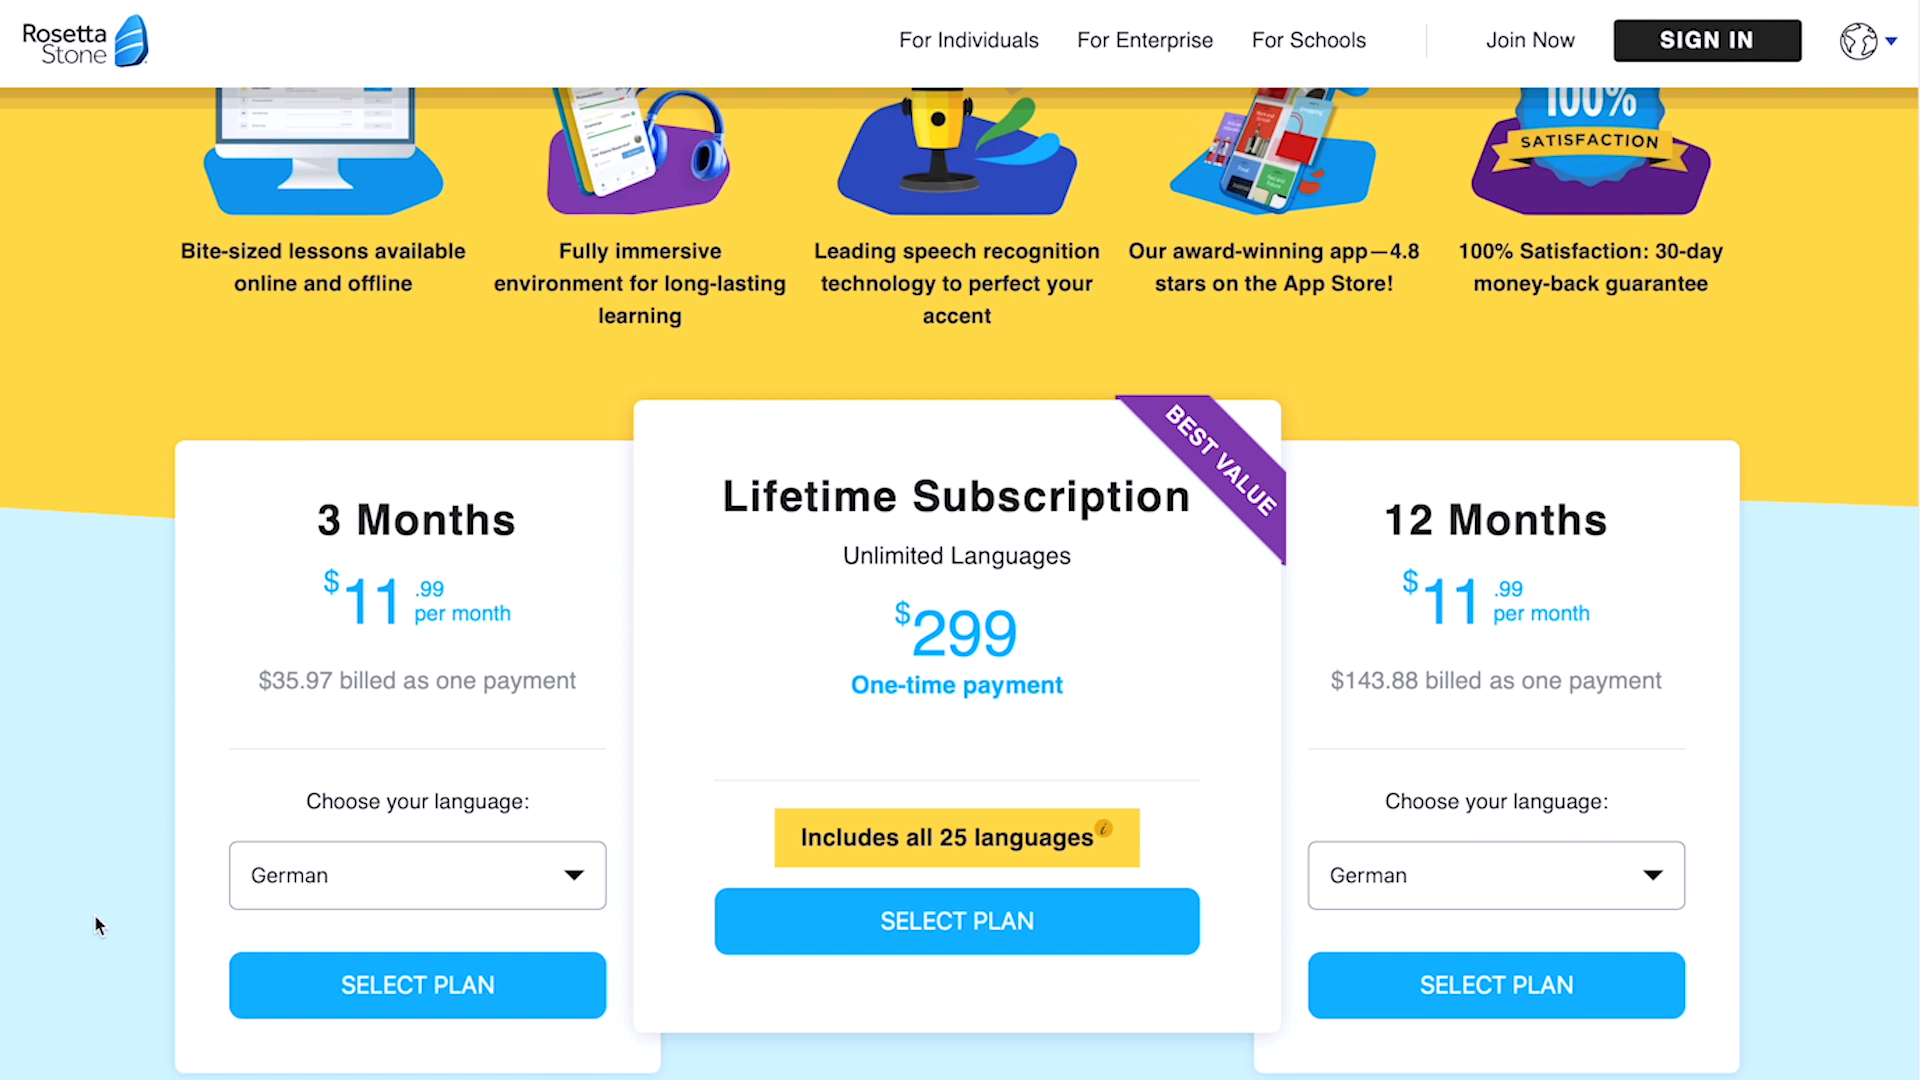 Rosetta
Stone
For Individuals
For Enterprise
For Schools
Join Now
SIGN IN
100%
SATISFACTION
Bite-sized lessons available
online and offline
Fully immersive
environment for long-lasting
learning
Leading speech recognition
technology to perfect your
accent
Our award-winning app—4.8
stars on the App Store!
100% Satisfaction: 30-day
money-back guarantee
3 Months
$11.99
per month
$35.97 billed as one payment
Choose your language:
German
SELECT PLAN
BEST VALUE
Lifetime Subscription
Unlimited Languages
$299
One-time payment
Includes all 25 languages
SELECT PLAN
12 Months
$11.99
per month
$143.88 billed as one payment
Choose your language:
German
SELECT PLAN